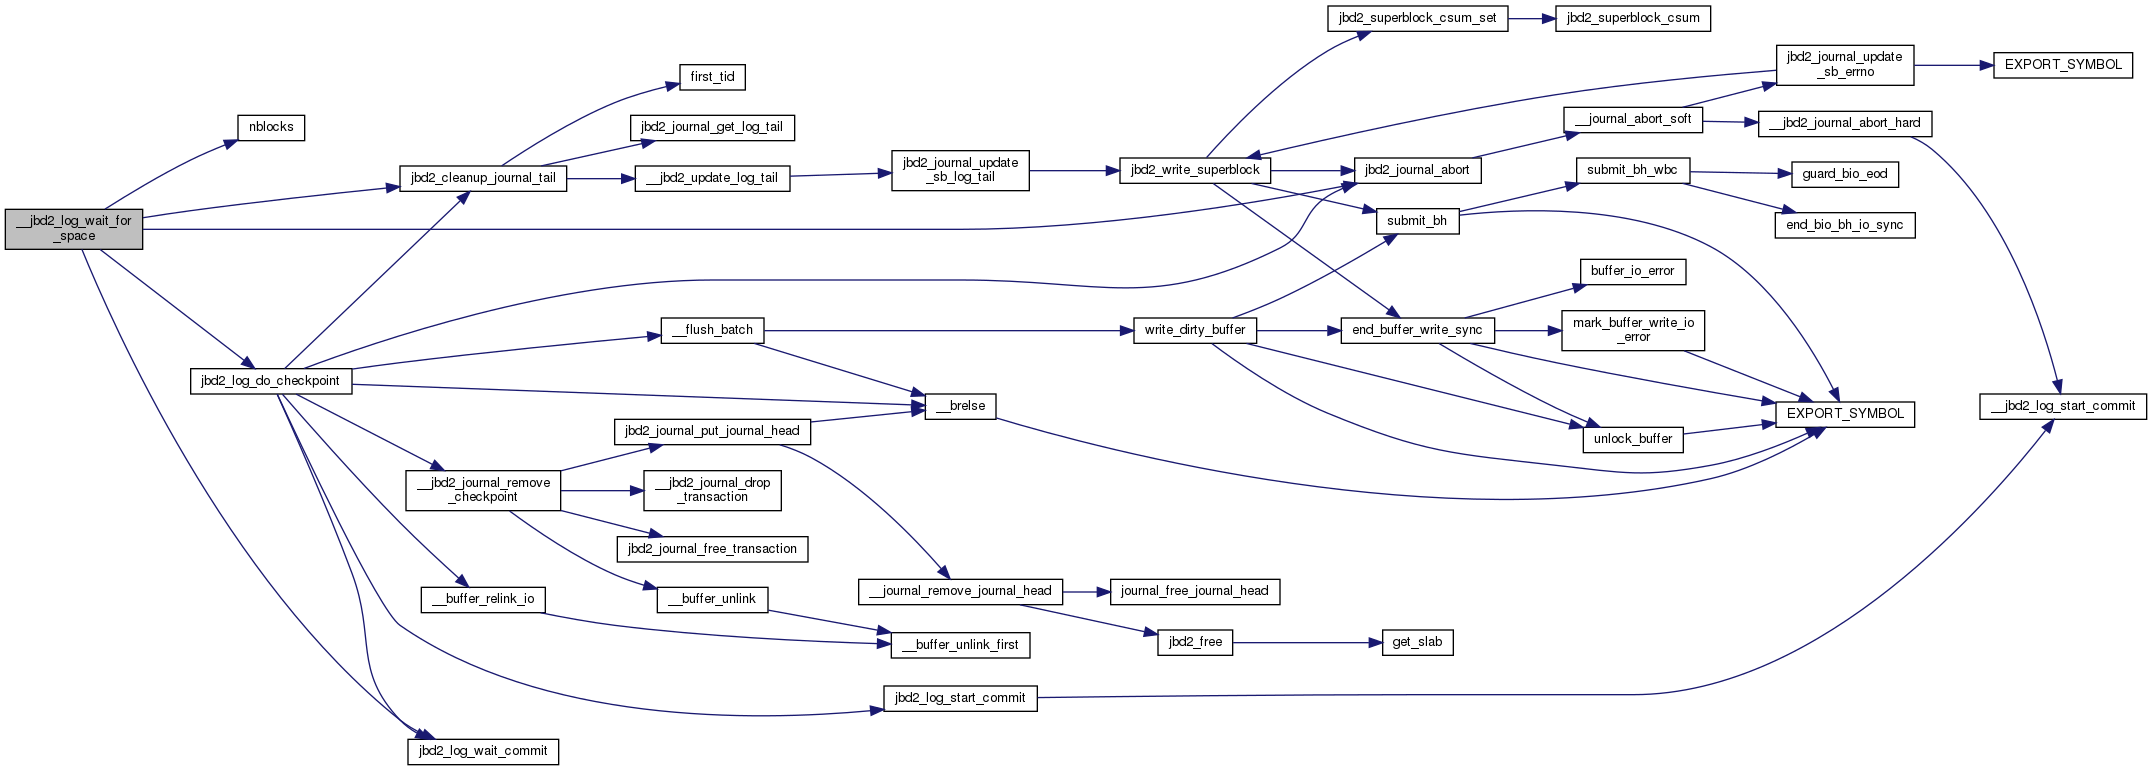 __jbd2_log_wait_for
_space
nblocks
jbd2_cleanup_journal_tail
jbd2_log_do_checkpoint
first_tid
jbd2_journal_get_log_tail
__jbd2_update_log_tail
jbd2_journal_update
_sb_log_tail
jbd2_write_superblock
jbd2_superblock_csum_set
jbd2_superblock_csum
jbd2_journal_abort
submit_bh
__journal_abort_soft
jbd2_journal_update
_sb_errno
EXPORT_SYMBOL
__jbd2_journal_abort_hard
submit_bh_wbc
guard_bio_eod
end_bio_bh_io_sync
__flush_batch
write_dirty_buffer
end_buffer_write_sync
buffer_io_error
mark_buffer_write_io
_error
EXPORT_SYMBOL
unlock_buffer
__jbd2_log_start_commit
__brelse
jbd2_journal_put_journal_head
__jbd2_journal_remove
_checkpoint
__jbd2_journal_drop
_transaction
jbd2_journal_free_transaction
__buffer_relink_io
__buffer_unlink
__buffer_unlink_first
__journal_remove_journal_head
journal_free_journal_head
jbd2_free
get_slab
jbd2_log_start_commit
jbd2_log_wait_commit